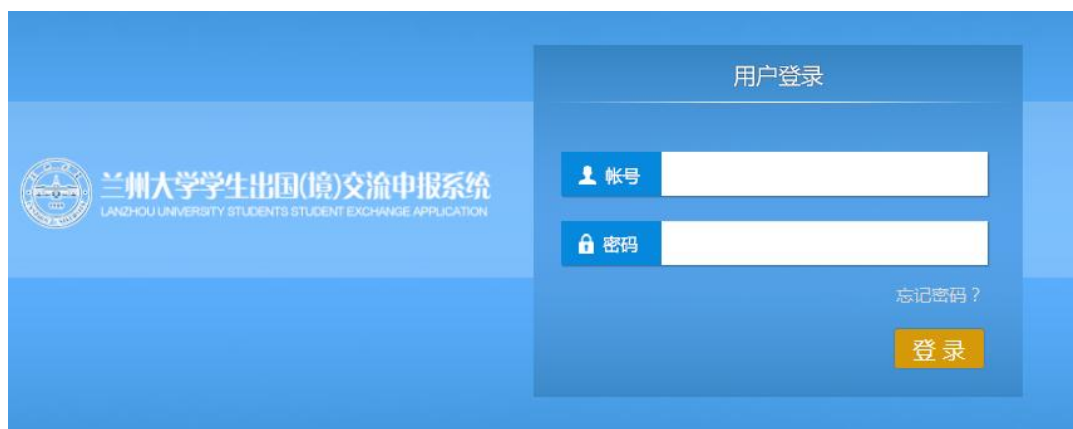 用户登录
兰州大学学生出国(境)交流申报系统
LANZHOU UNIVERSITY STUDENTS STUDENT EXCHANGE APPLICATION
帐号
密码
忘记密码？
登录